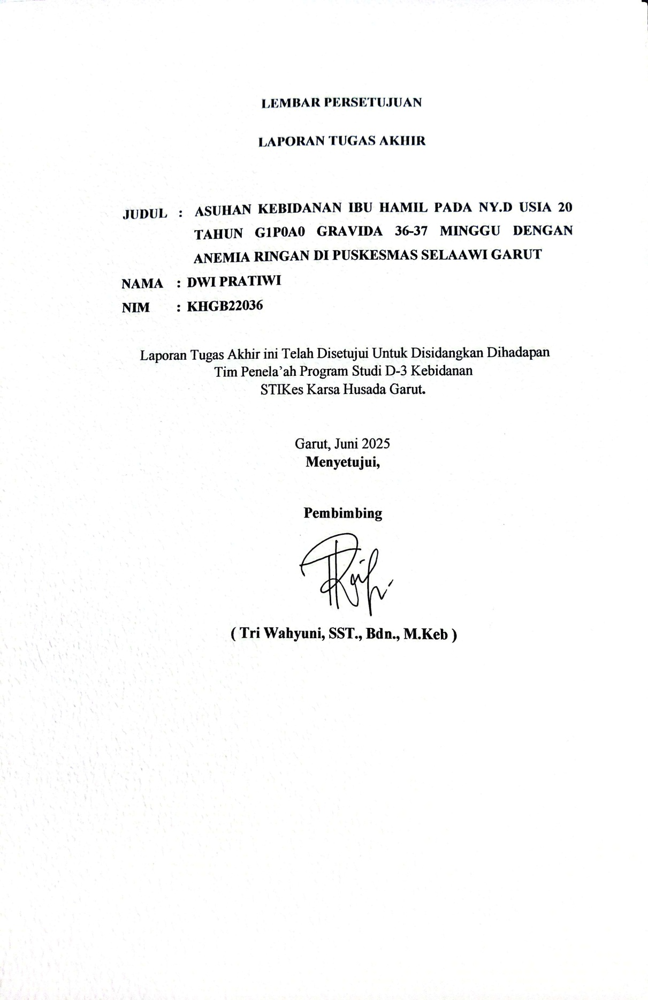 LEMBAR PERSETUJUAN
LAPORAN TUGAS AKHIR
JUDUL : ASUHAN KEBIDANAN IBU HAMIL PADA NY.D USIA 20
TAHUN G1P0A0 GRAVIDA 36-37 MINGGU DENGAN
ANEMIA RINGAN DI PUSKESMAS SELAAWI GARUT
NAMA : DWI PRATIWI
NIM : KHGB22036
Laporan Tugas Akhir ini Telah Disetujui Untuk Disidangkan Dihadapan
Tim Penela’ah Program Studi D-3 Kebidanan
STIKes Karsa Husada Garut.
Garut, Juni 2025
Menyetujui,
Pembimbing
( Tri Wahyuni, SST., Bdn., M.Keb )